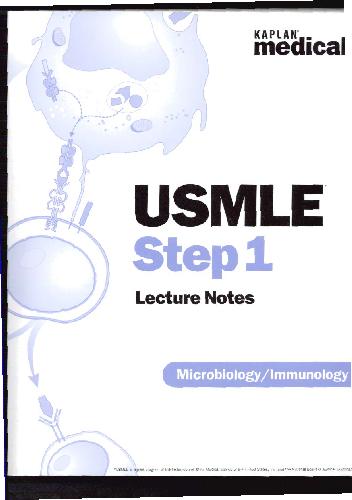 KAPLAN
medical
USMLE
Step 1
Lecture Notes
Microbiology/Immunology